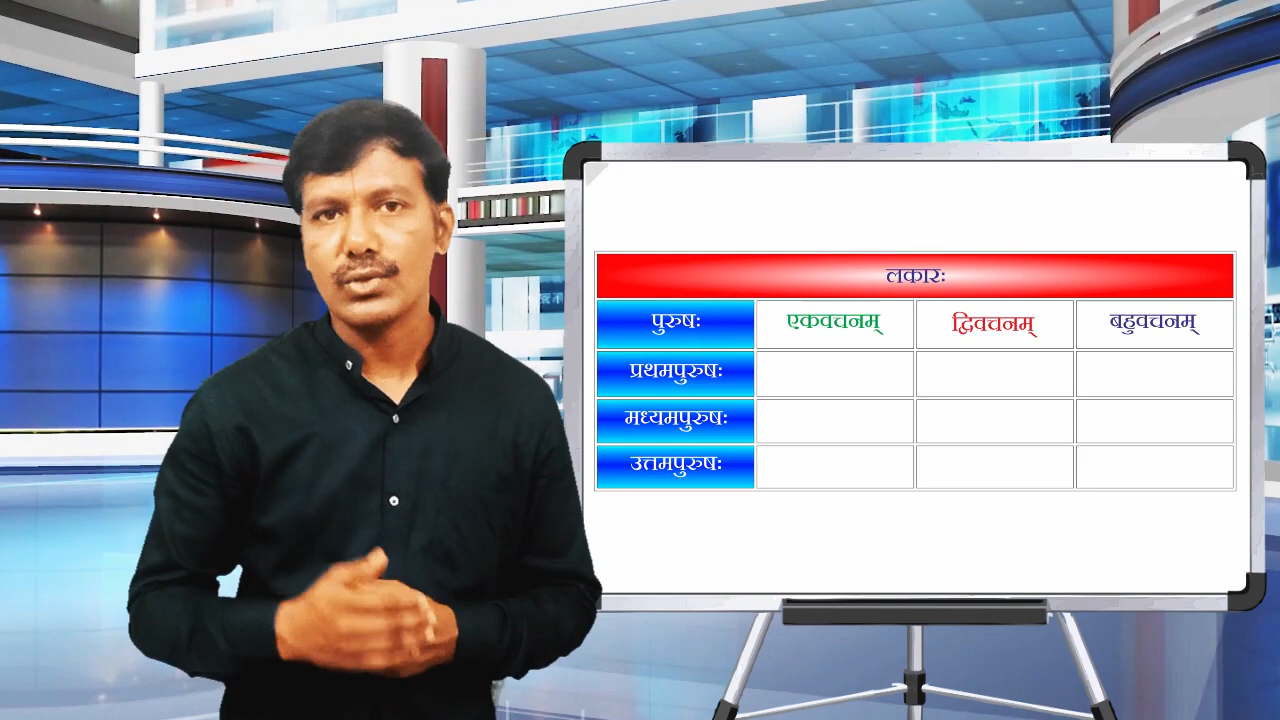 लकारः
पुरुषः एकवचनम् द्विवचनम् बहुवचनम्
प्रथमपुरुषः
मध्यमपुरुषः
उत्तमपुरुषः